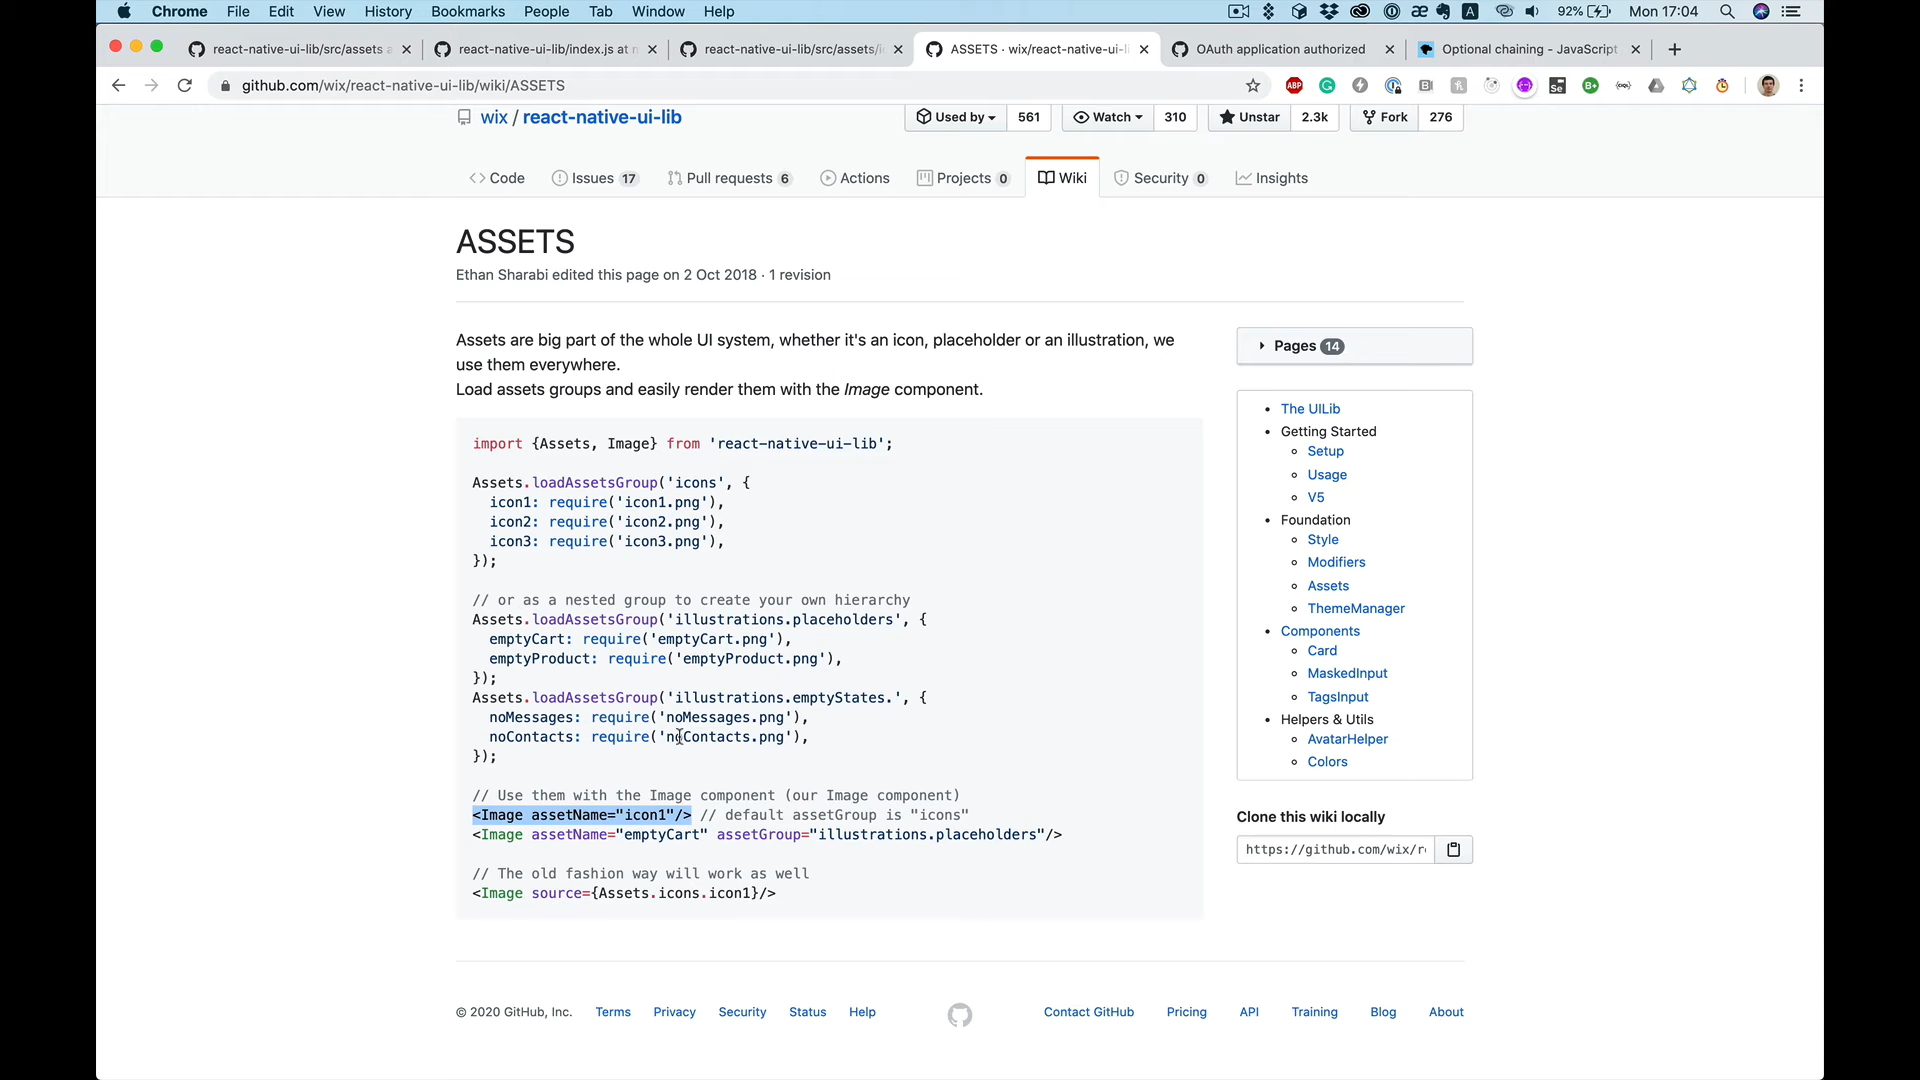 Chrome File Edit View History Bookmarks People Tab Window Help 92% Mon 17:04
react-native-ui-lib/src/assets react-native-ui-lib/index.js at react-native-ui-lib/src/assets/ ASSETS · wix/react-native-ui-li OAuth application authorized Optional chaining - JavaScript
github.com/wix/react-native-ui-lib/wiki/ASSETS
wix / react-native-ui-lib
Used by 561 Watch 310 Unstar 2.3k Fork 276
Code Issues 17 Pull requests 6 Actions Projects 0 Wiki Security 0 Insights
ASSETS
Ethan Sharabi edited this page on 2 Oct 2018 · 1 revision
Assets are big part of the whole UI system, whether it's an icon, placeholder or an illustration, we
use them everywhere.
Load assets groups and easily render them with the Image component.
import {Assets, Image} from 'react-native-ui-lib';
Assets.loadAssetsGroup('icons', {
icon1: require('icon1.png'),
icon2: require('icon2.png'),
icon3: require('icon3.png'),
});
// or as a nested group to create your own hierarchy
Assets.loadAssetsGroup('illustrations.placeholders', {
emptyCart: require('emptyCart.png'),
emptyProduct: require('emptyProduct.png'),
});
Assets.loadAssetsGroup('illustrations.emptyStates.', {
noMessages: require('noMessages.png'),
noContacts: require('noContacts.png'),
});
// Use them with the Image component (our Image component)
<Image assetName="icon1"/> // default assetGroup is "icons"
<Image assetName="emptyCart" assetGroup="illustrations.placeholders"/>
// The old fashion way will work as well
<Image source={Assets.icons.icon1}/>
Pages 14
The UILib
Getting Started
Setup
Usage
V5
Foundation
Style
Modifiers
Assets
ThemeManager
Components
Card
MaskedInput
TagsInput
Helpers & Utils
AvatarHelper
Colors
Clone this wiki locally
https://github.com/wix/r
© 2020 GitHub, Inc. Terms Privacy Security Status Help Contact GitHub Pricing API Training Blog About